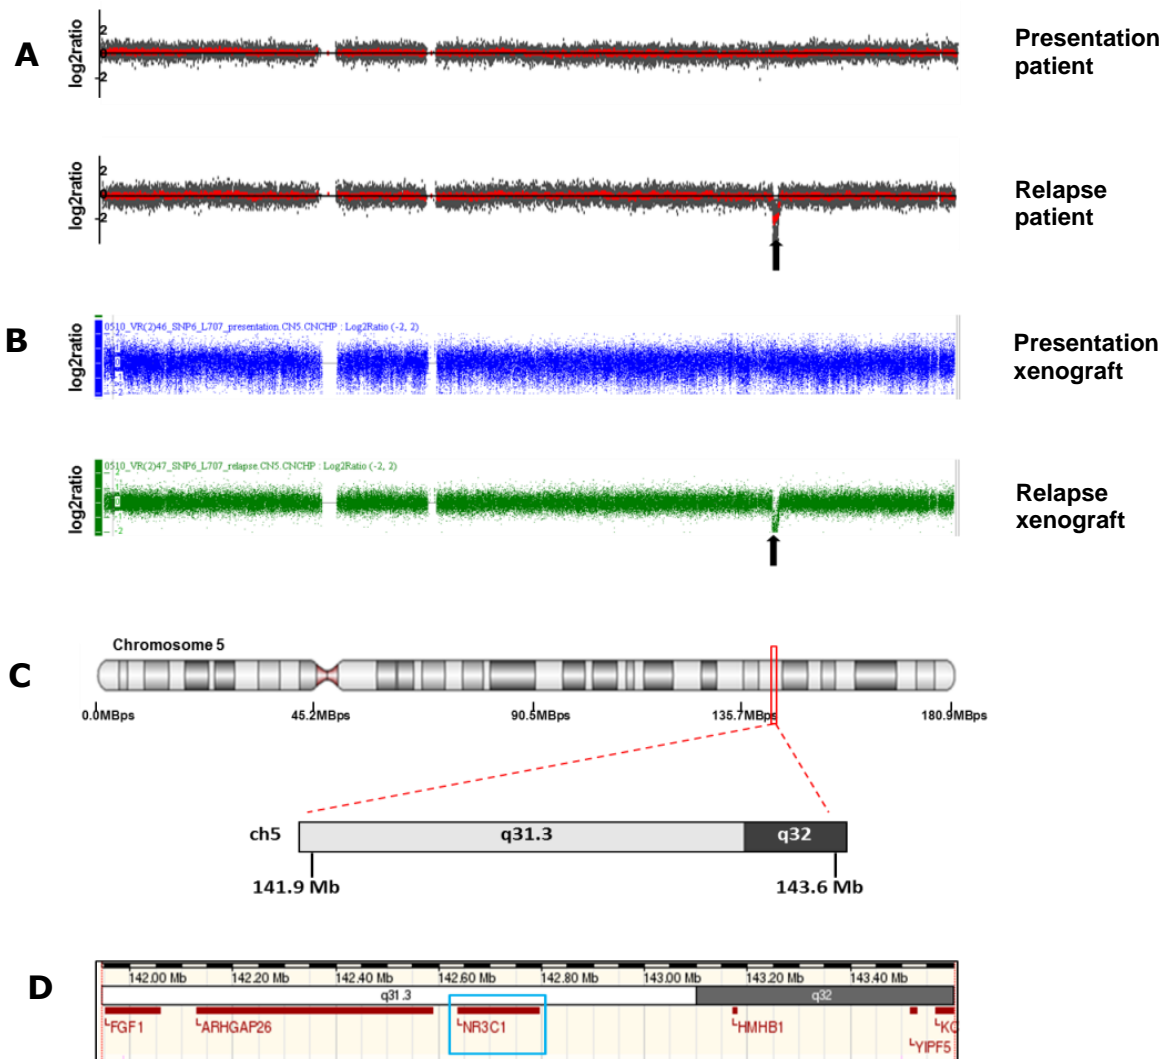 A
log2ratio
2
0
-2
Presentation
patient
log2ratio
2
0
-2
Relapse
patient
B
log2ratio
0510_VR(2)46_SNP6_L707_presentation.CN5.CNCHP : Log2Ratio (-2, 2)
-2
Presentation
xenograft
log2ratio
0510_VR(2)47_SNP6_L707_relapse.CN5.CNCHP : Log2Ratio (-2, 2)
0
-2
Relapse
xenograft
C
Chromosome 5
0.0MBps 45.2MBps 90.5MBps 135.7MBps 180.9MBps
ch5 q31.3 q32
141.9 Mb 143.6 Mb
D
142.00 Mb 142.20 Mb 142.40 Mb 142.60 Mb 142.80 Mb 143.00 Mb 143.20 Mb 143.40 Mb
q31.3 q32
FGF1 ARHGAP26 NR3C1 HMHB1 KC
YIPF5